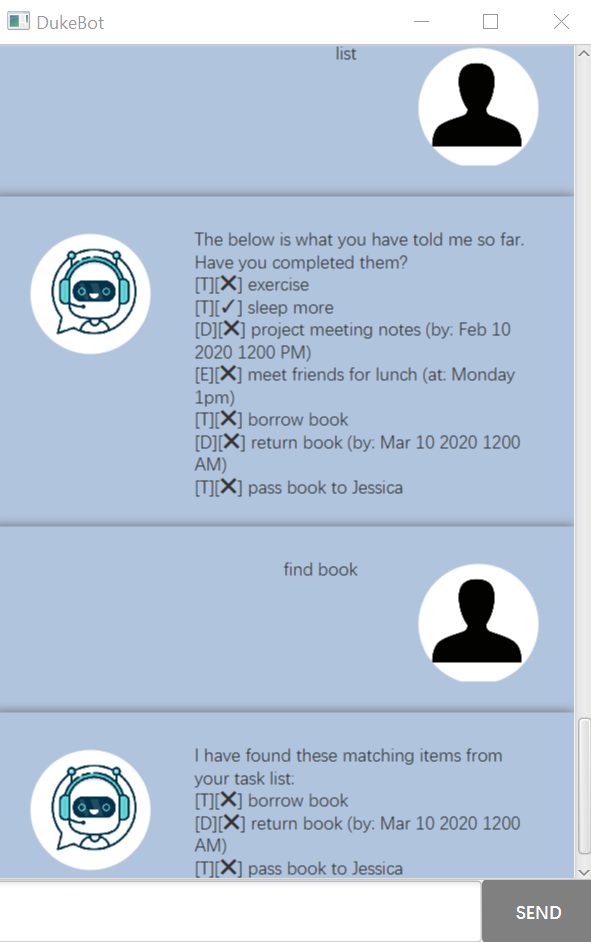 DukeBot
list
The below is what you have told me so far.
Have you completed them?
[T][✕] exercise
[T][✓] sleep more
[D][✕] project meeting notes (by: Feb 10
2020 1200 PM)
[E][✕] meet friends for lunch (at: Monday
1pm)
[T][✕] borrow book
[D][✕] return book (by: Mar 10 2020 1200
AM)
[T][✕] pass book to Jessica
find book
I have found these matching items from
your task list:
[T][✕] borrow book
[D][✕] return book (by: Mar 10 2020 1200
AM)
[T][✕] pass book to Jessica
SEND